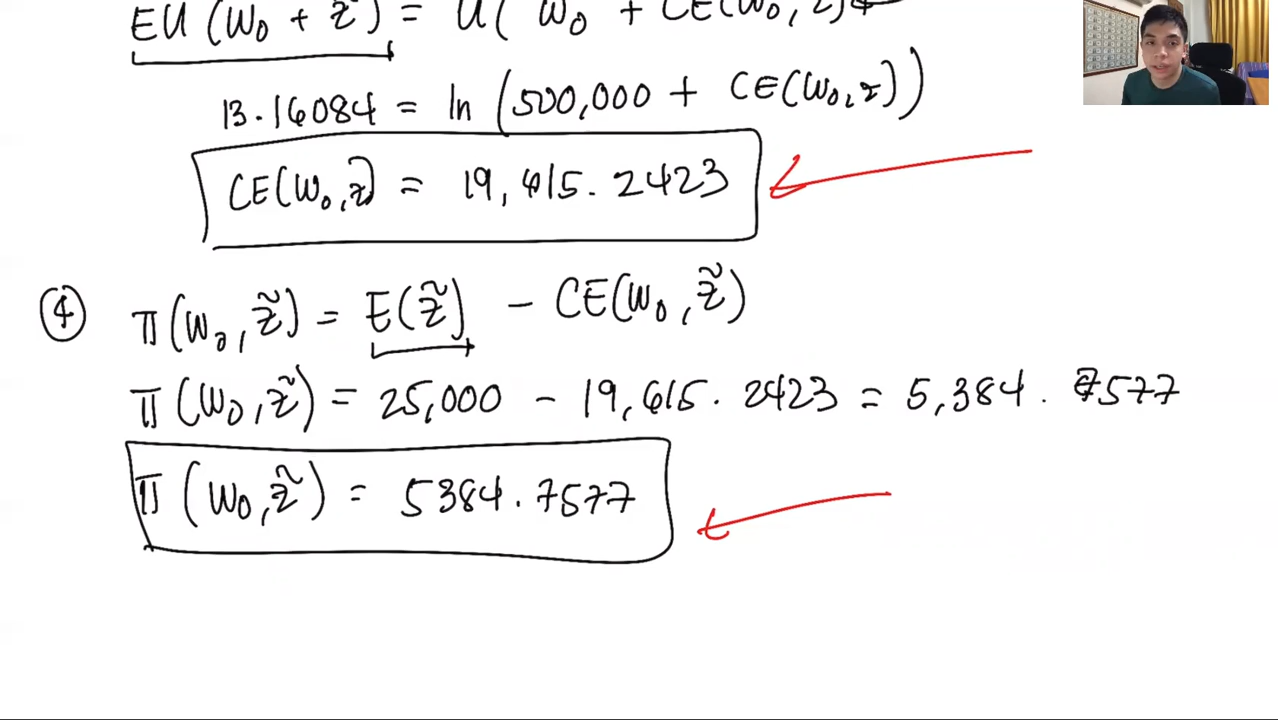 EU(W₀ + z̃) = U(W₀ + CE(W₀, z̃))
13.16084 = ln(500,000 + CE(W₀, z̃))
CE(W₀, z̃) = 19,615.2423
④ π(W₀, z̃) = E(z̃) - CE(W₀, z̃)
π(W₀, z̃) = 25,000 - 19,615.2423 = 5,384.7577
π(W₀, z̃) = 5384.7577